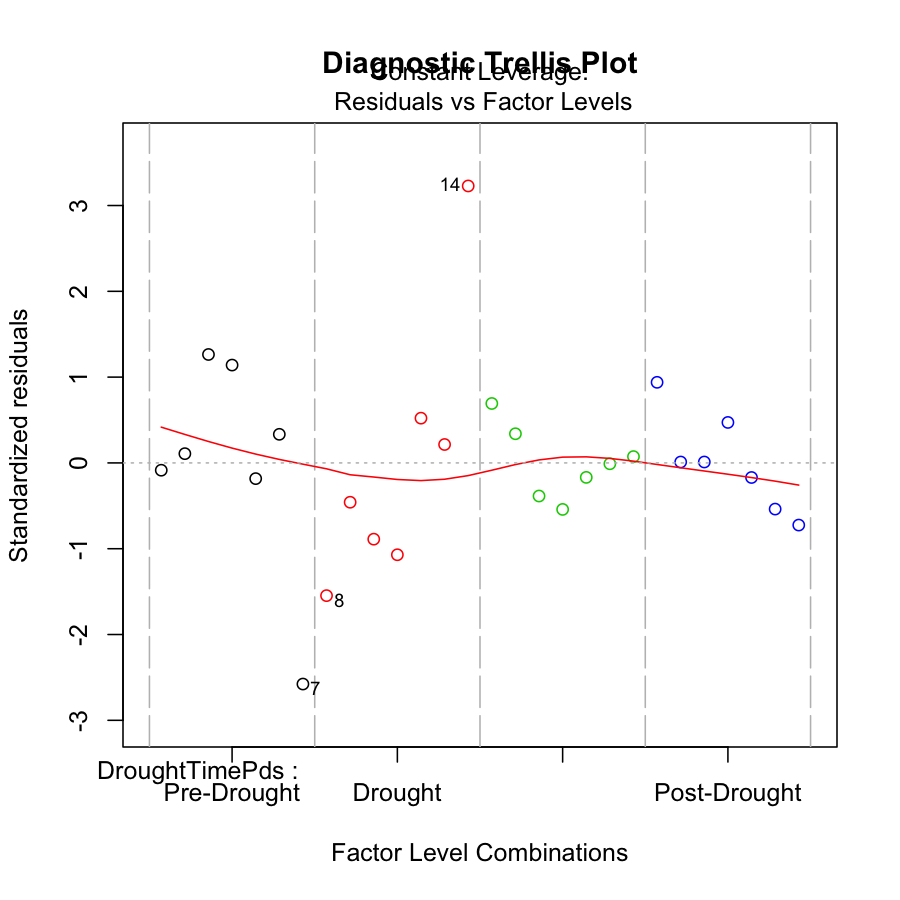 Diagnostic Trellis Plot
Constant Leverage:
Residuals vs Factor Levels
Standardized residuals
3
2
1
0
-1
-2
-3
14
8
7
DroughtTimePds :
Pre-Drought Drought Post-Drought
Factor Level Combinations